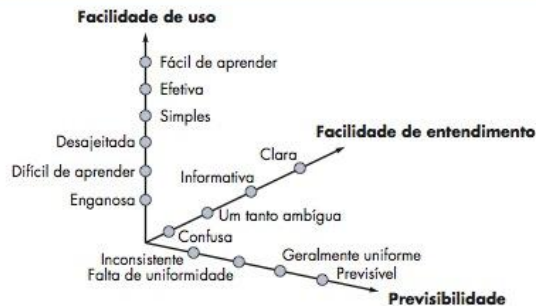 Facilidade de uso
Fácil de aprender
Efetiva
Simples
Desajeitada
Difícil de aprender
Enganosa
Facilidade de entendimento
Clara
Informativa
Um tanto ambígua
Confusa
Inconsistente
Falta de uniformidade
Geralmente uniforme
Previsível
Previsibilidade